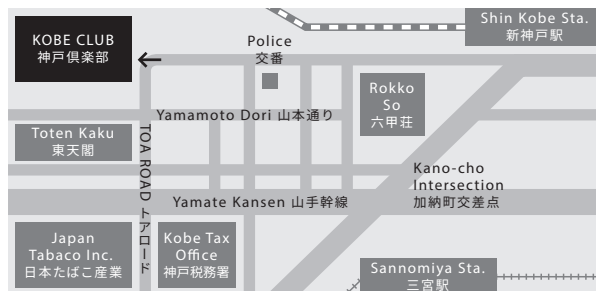 Shin Kobe Sta.
新神戸駅
KOBE CLUB
神戸倶楽部
Police
交番
Rokko
So
六甲荘
Yamamoto Dori 山本通り
Toten Kaku
東天閣
TOA ROAD トアロード
Kano-cho
Intersection
加納町交差点
Yamate Kansen 山手幹線
Japan
Tabaco Inc.
日本たばこ産業
Kobe Tax
Office
神戸税務署
Sannomiya Sta.
三宮駅